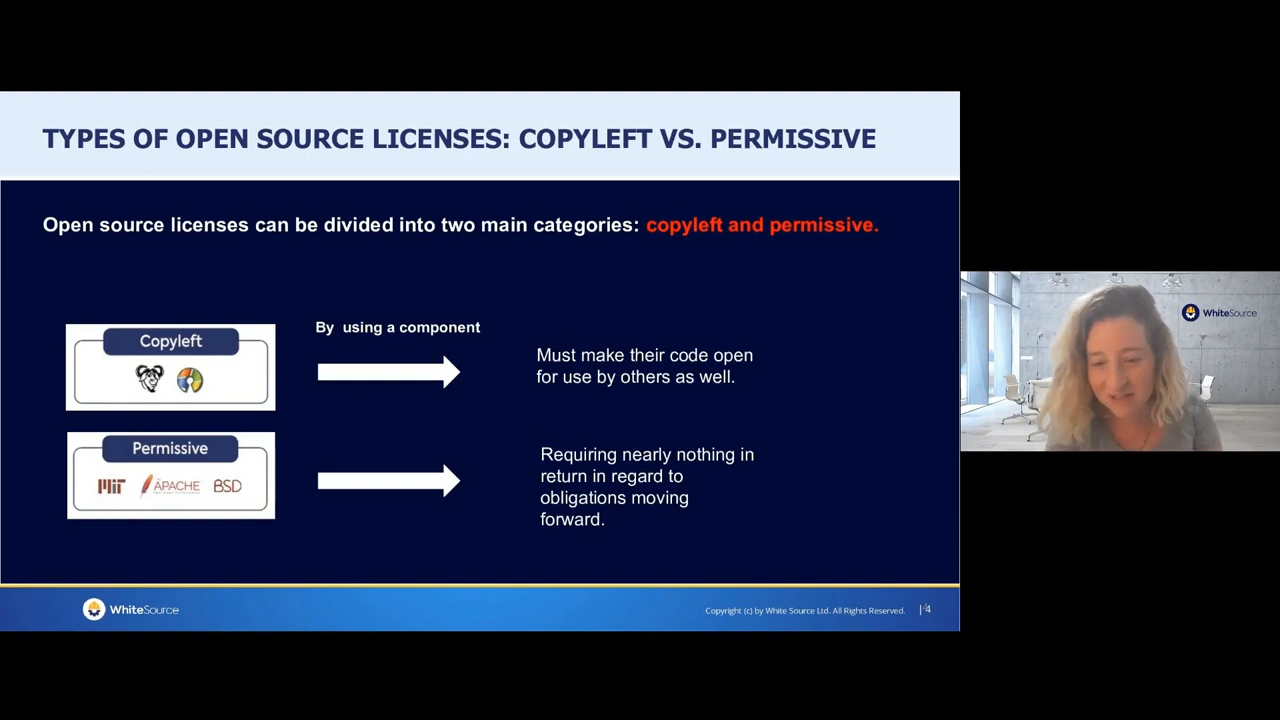 TYPES OF OPEN SOURCE LICENSES: COPYLEFT VS. PERMISSIVE
Open source licenses can be divided into two main categories: copyleft and permissive.
Copyleft
By using a component
Must make their code open
for use by others as well.
Permissive
MiT
APACHE
BSD
Requiring nearly nothing in
return in regard to
obligations moving
forward.
WhiteSource
Copyright (c) by White Source Ltd. All Rights Reserved.
|4
WhiteSource